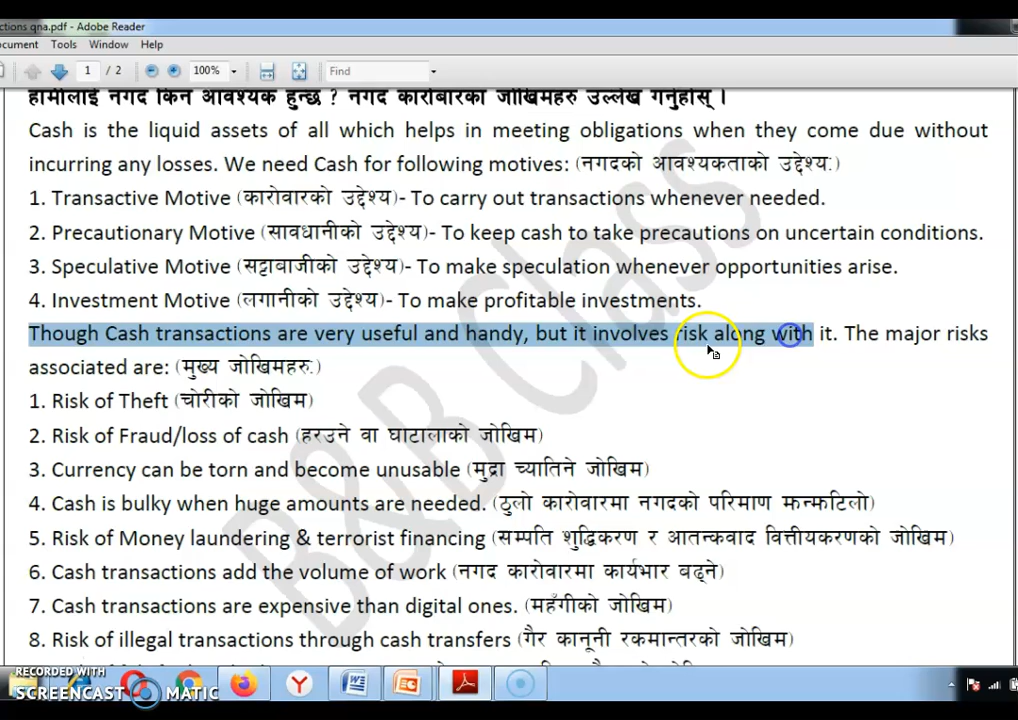 ctions qna.pdf - Adobe Reader
ocument Tools Window Help
1 / 2 100% Find
हामीलाई नगद किन आवश्यक हुन्छ ? नगद कारोबारका जोखिमहरु उल्लेख गर्नुहोस् ।
Cash is the liquid assets of all which helps in meeting obligations when they come due without
incurring any losses. We need Cash for following motives: (नगदको आवश्यकताको उद्देश्य:)
1. Transactive Motive (कारोवारको उद्देश्य)- To carry out transactions whenever needed.
2. Precautionary Motive (सावधानीको उद्देश्य)- To keep cash to take precautions on uncertain conditions.
3. Speculative Motive (सट्टावाजीको उद्देश्य)- To make speculation whenever opportunities arise.
4. Investment Motive (लगानीको उद्देश्य)- To make profitable investments.
Though Cash transactions are very useful and handy, but it involves risk along with it. The major risks
associated are: (मुख्य जोखिमहरु:)
1. Risk of Theft (चोरीको जोखिम)
2. Risk of Fraud/loss of cash (हराउने वा घाटालाको जोखिम)
3. Currency can be torn and become unusable (मुद्रा च्यातिने जोखिम)
4. Cash is bulky when huge amounts are needed. (ठुलो कारोवारमा नगदको परिमाण झन्झटिलो)
5. Risk of Money laundering & terrorist financing (सम्पति शुद्धिकरण र आतन्कवाद वित्तीयकरणको जोखिम)
6. Cash transactions add the volume of work (नगद कारोवारमा कार्यभार बढ्ने)
7. Cash transactions are expensive than digital ones. (महँगीको जोखिम)
8. Risk of illegal transactions through cash transfers (गैर कानूनी रकमान्तरको जोखिम)
B&B Class
RECORDED WITH
SCREENCAST MATIC